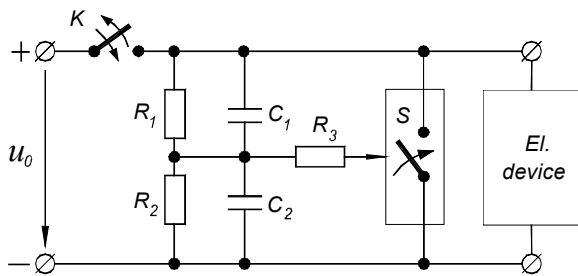 +
K
u₀
R₁
C₁
R₃
S
El.
device
R₂
C₂
−